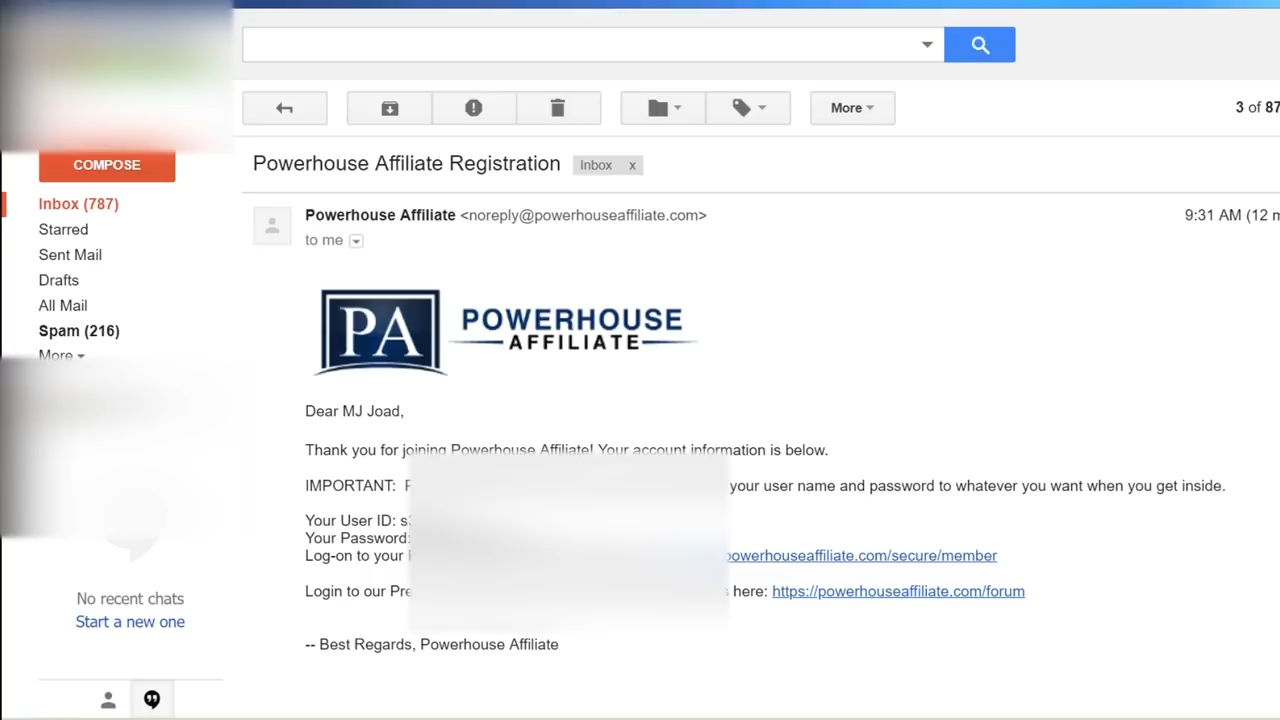 More
3 of 87
Powerhouse Affiliate Registration
Inbox x
COMPOSE
Inbox (787)
Starred
Sent Mail
Drafts
All Mail
Spam (216)
More
Powerhouse Affiliate <noreply@powerhouseaffiliate.com>
9:31 AM (12 m
to me
PA POWERHOUSE
AFFILIATE
Dear MJ Joad,
Thank you for joining Powerhouse Affiliate! Your account information is below.
IMPORTANT: your user name and password to whatever you want when you get inside.
Your User ID:
Your Password:
Log-on to your powerhouseaffiliate.com/secure/member
Login to our here: https://powerhouseaffiliate.com/forum
-- Best Regards, Powerhouse Affiliate
No recent chats
Start a new one